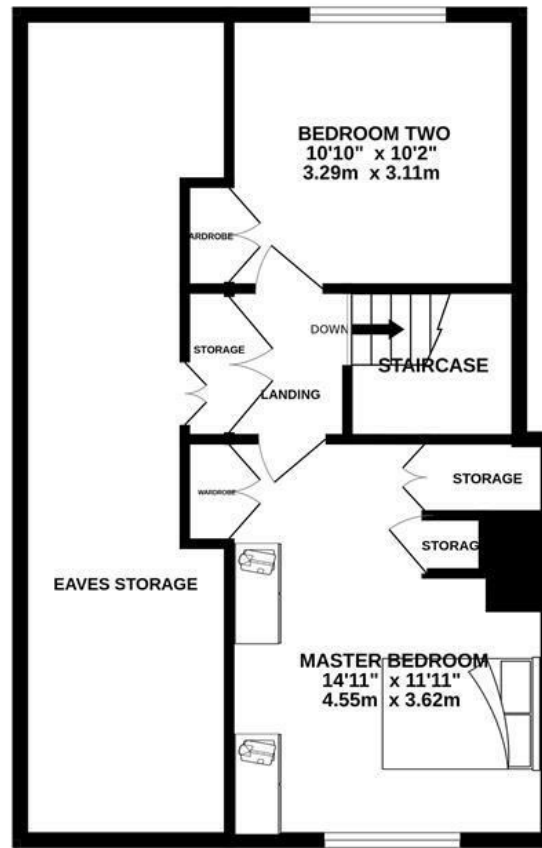 BEDROOM TWO
10'10" x 10'2"
3.29m x 3.11m
ARDROBE
STORAGE
DOWN
STAIRCASE
LANDING
WARDROBE
STORAGE
STORAG
EAVES STORAGE
MASTER BEDROOM
14'11" x 11'11"
4.55m x 3.62m